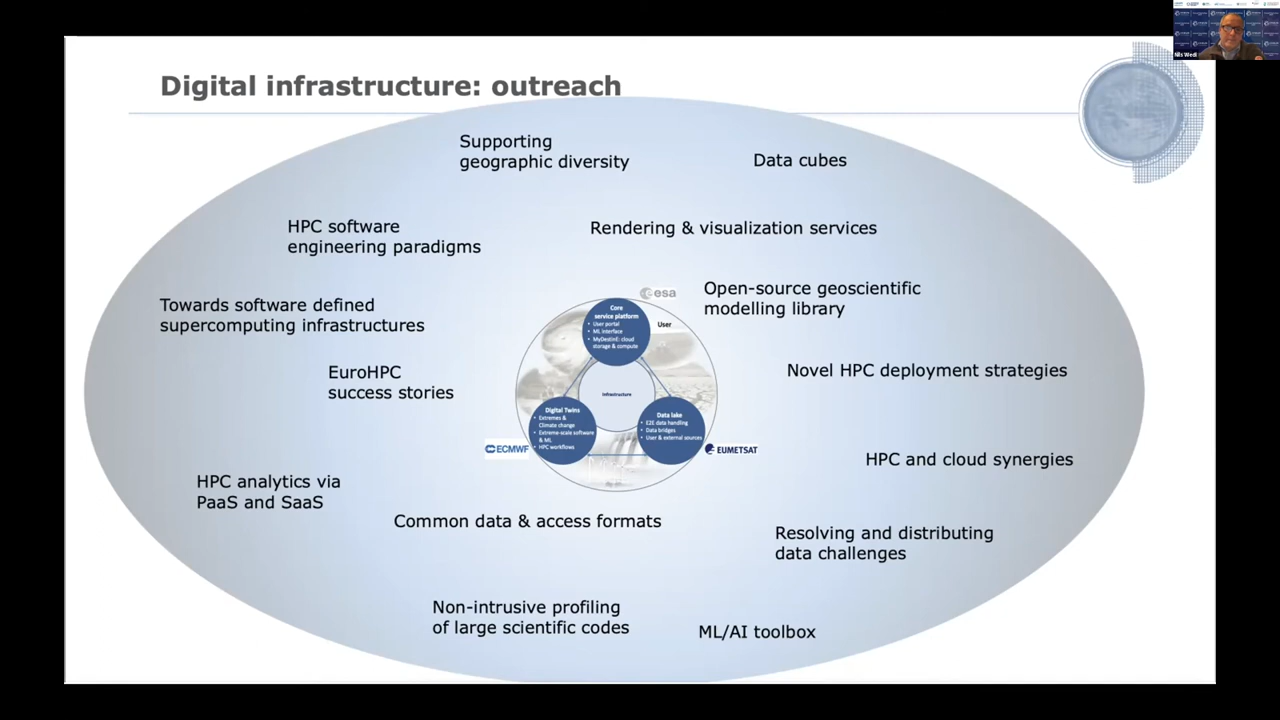 Digital infrastructure: outreach
Nils Wedi
Supporting
geographic diversity
Data cubes
HPC software
engineering paradigms
Rendering & visualization services
Towards software defined
supercomputing infrastructures
Open-source geoscientific
modelling library
esa
Core
service platform
• User portal
• ML interface
• MyDestinE: cloud
storage & compute
User
EuroHPC
success stories
Novel HPC deployment strategies
Infrastructure
Digital Twins
• Extremes &
Climate change
• Extreme-scale software
& ML
• HPC workflows
Data lake
• E2E data handling
• Data bridges
• User & external sources
ECMWF
EUMETSAT
HPC and cloud synergies
HPC analytics via
PaaS and SaaS
Common data & access formats
Resolving and distributing
data challenges
Non-intrusive profiling
of large scientific codes
ML/AI toolbox